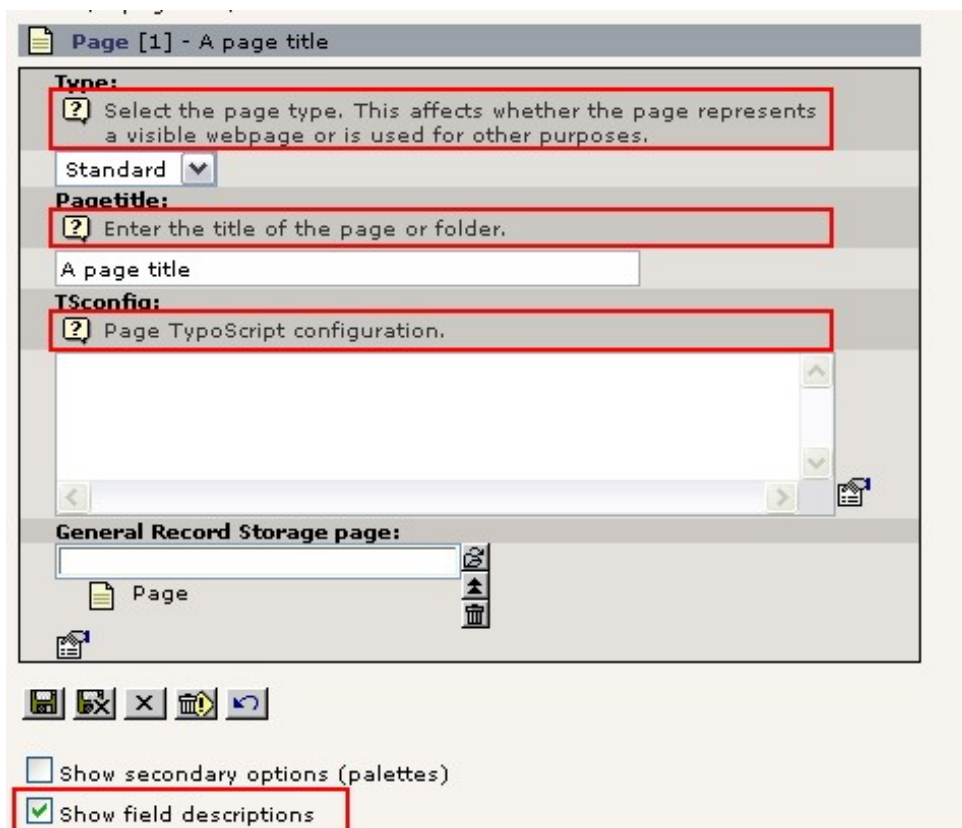 Page [1] - A page title
Type:
Select the page type. This affects whether the page represents
a visible webpage or is used for other purposes.
Standard
Pagetitle:
Enter the title of the page or folder.
A page title
TSconfig:
Page TypoScript configuration.
General Record Storage page:
Page
Show secondary options (palettes)
Show field descriptions